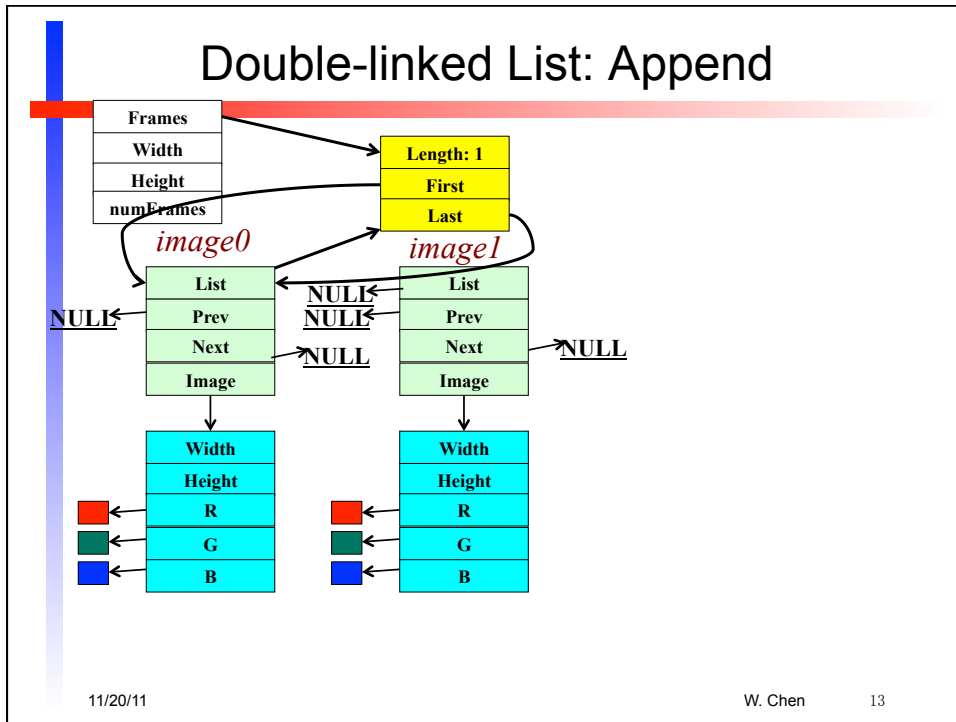 Double-linked List: Append
Frames
Width
Height
numFrames
Length: 1
First
Last
image0
image1
List
Prev
Next
Image
NULL
NULL
List
Prev
Next
Image
NULL
NULL
NULL
Width
Height
R
G
B
Width
Height
R
G
B
11/20/11
W. Chen
13